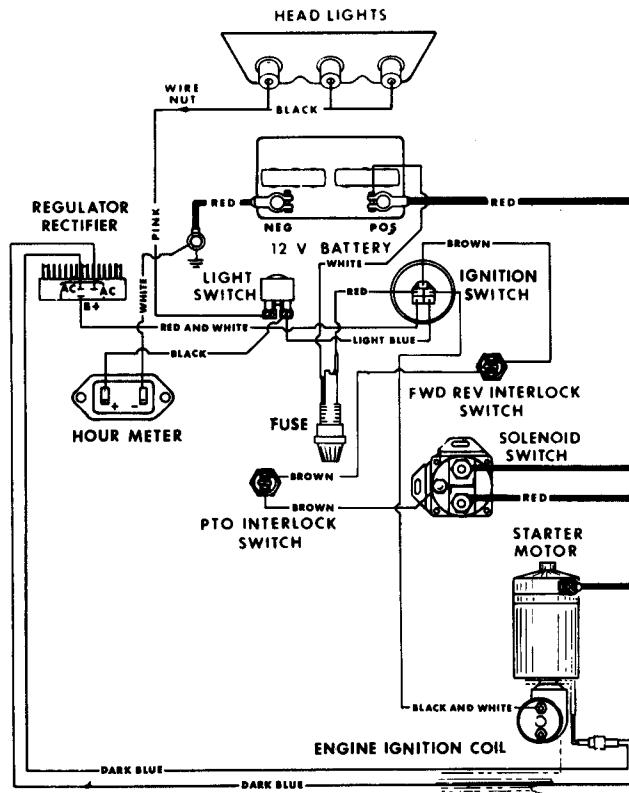 HEAD LIGHTS
WIRE
NUT
BLACK
REGULATOR
RECTIFIER
PINK
RED
NEG
POS
RED
12 V BATTERY
WHITE
BROWN
LIGHT
SWITCH
IGNITION
SWITCH
AC
AC
B+
WHITE
RED
RED AND WHITE
LIGHT BLUE
BLACK
+
-
HOUR METER
FWD REV INTERLOCK
SWITCH
FUSE
SOLENOID
SWITCH
BROWN
BROWN
RED
PTO INTERLOCK
SWITCH
STARTER
MOTOR
BLACK AND WHITE
ENGINE IGNITION COIL
DARK BLUE
DARK BLUE